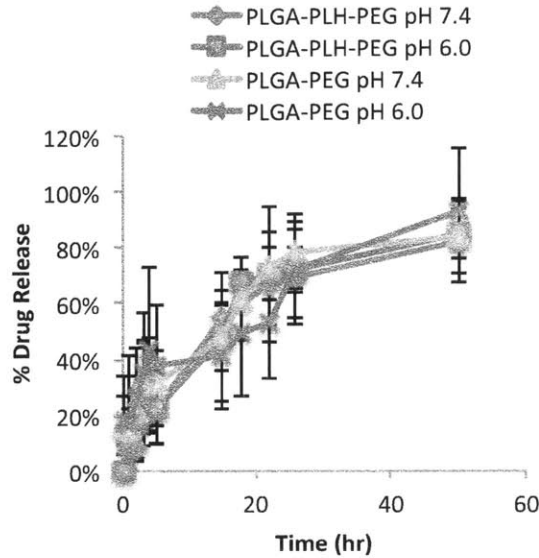 PLGA-PLH-PEG pH 7.4
PLGA-PLH-PEG pH 6.0
PLGA-PEG pH 7.4
PLGA-PEG pH 6.0
120%
100%
80%
60%
40%
20%
0%
% Drug Release
0 20 40 60
Time (hr)